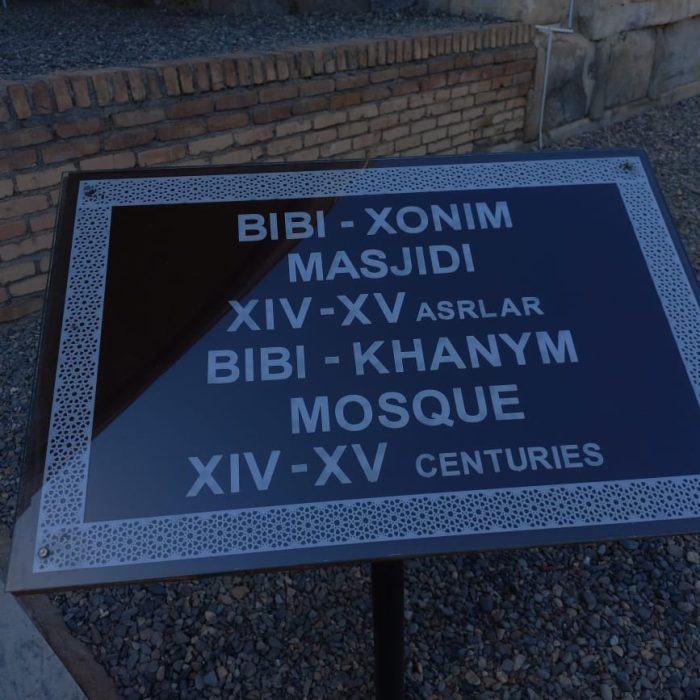 BIBI - XONIM
MASJIDI
XIV - XV ASRLAR
BIBI - KHANYM
MOSQUE
XIV - XV CENTURIES